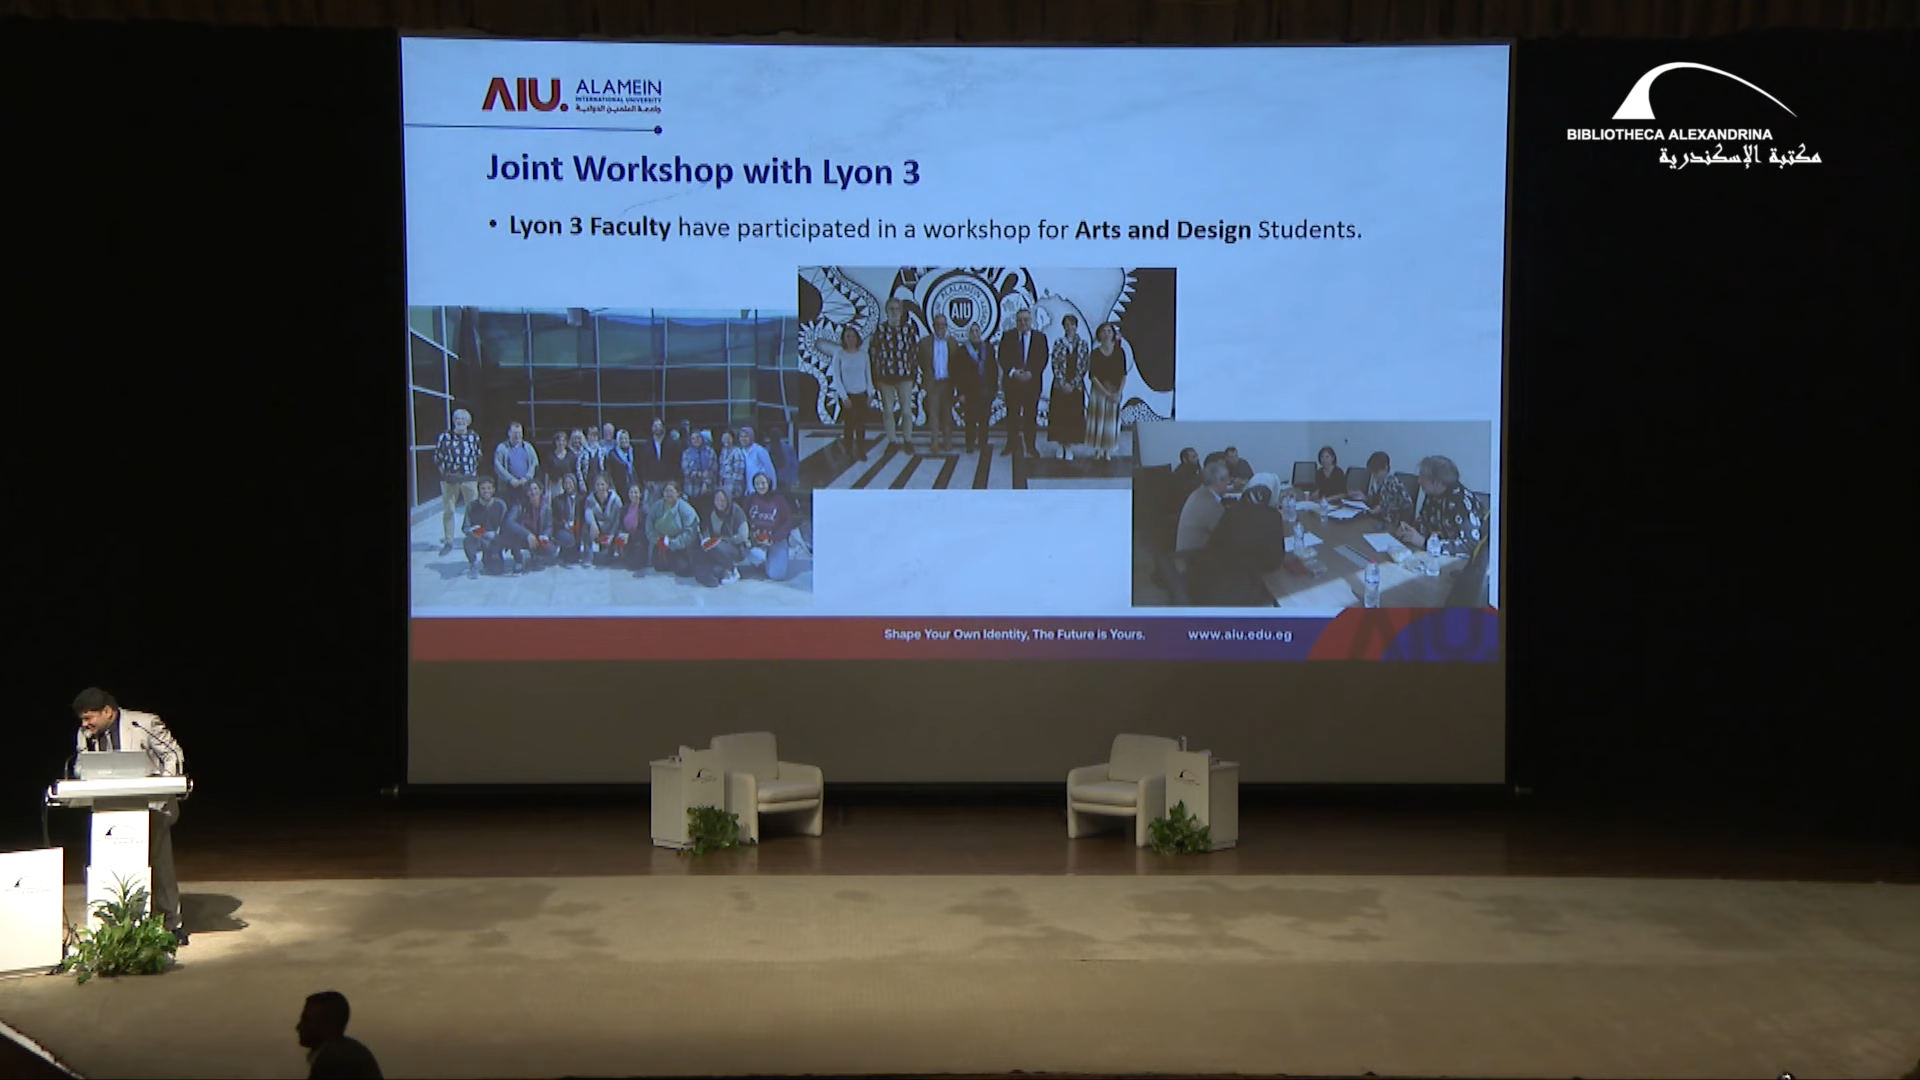 AIU. ALAMEIN
INTERNATIONAL UNIVERSITY
جامعة العلمين الدولية
BIBLIOTHECA ALEXANDRINA
مكتبة الإسكندرية
Joint Workshop with Lyon 3
• Lyon 3 Faculty have participated in a workshop for Arts and Design Students.
AIU
Shape Your Own Identity, The Future is Yours. www.aiu.edu.eg
AIU.